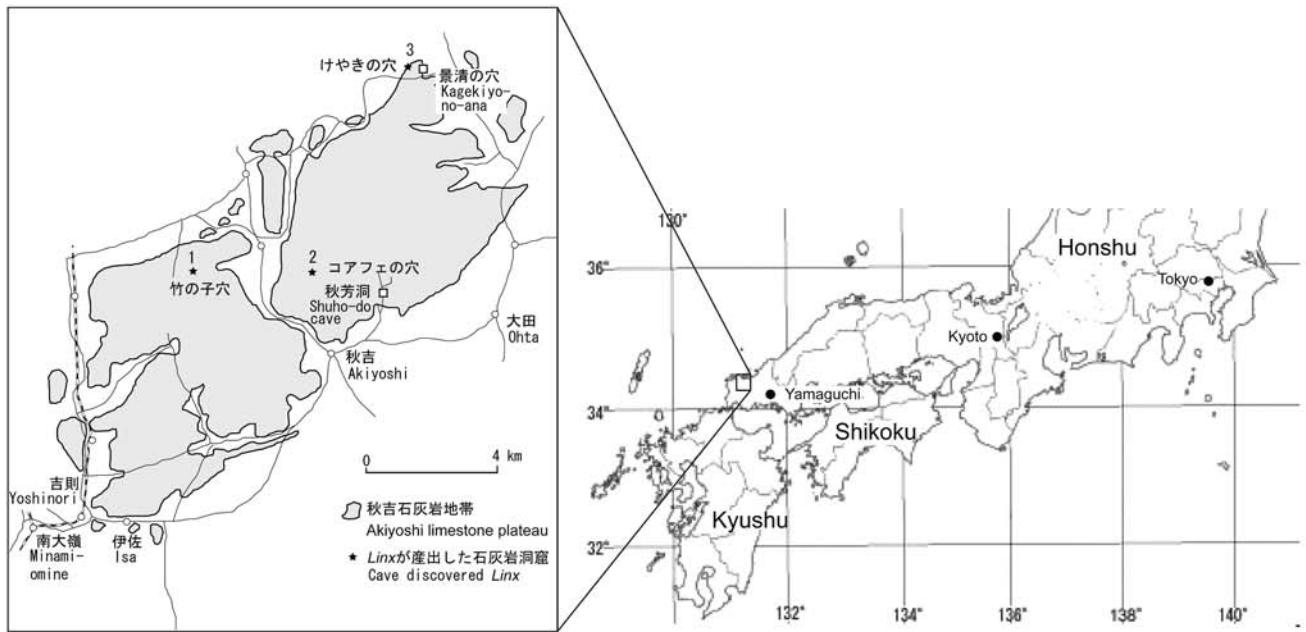 3
けやきの穴
景清の穴
Kagekiyo-
no-ana
1
竹の子穴
2
コアフェの穴
秋芳洞
Shuho-do
cave
大田
Ohta
秋吉
Akiyoshi
0 4 km
吉則
Yoshinori
南大嶺
Minami-
omine
伊佐
Isa
秋吉石灰岩地帯
Akiyoshi limestone plateau
Linxが産出した石灰岩洞窟
Cave discovered Linx
130°
36°
34°
32°
132°
134°
136°
138°
140°
Honshu
Tokyo
Kyoto
Yamaguchi
Shikoku
Kyushu